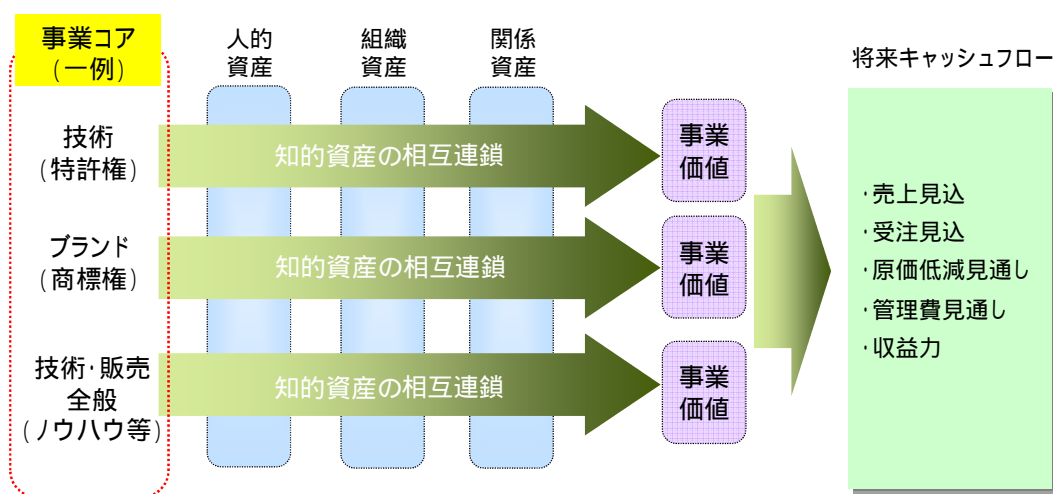 事業コア
(一例)
人的
資産
組織
資産
関係
資産
将来キャッシュフロー
技術
(特許権)
知的資産の相互連鎖
事業
価値
ブランド
(商標権)
知的資産の相互連鎖
事業
価値
技術・販売
全般
(ノウハウ等)
知的資産の相互連鎖
事業
価値
・売上見込
・受注見込
・原価低減見通し
・管理費見通し
・収益力